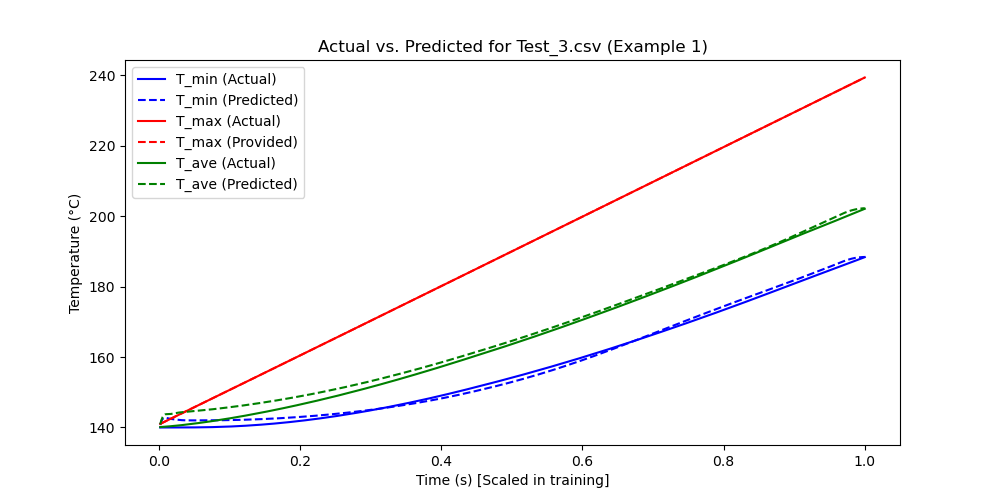 Actual vs. Predicted for Test_3.csv (Example 1)
T_min (Actual)
T_min (Predicted)
T_max (Actual)
T_max (Provided)
T_ave (Actual)
T_ave (Predicted)
Temperature (°C)
240
220
200
180
160
140
0.0 0.2 0.4 0.6 0.8 1.0
Time (s) [Scaled in training]